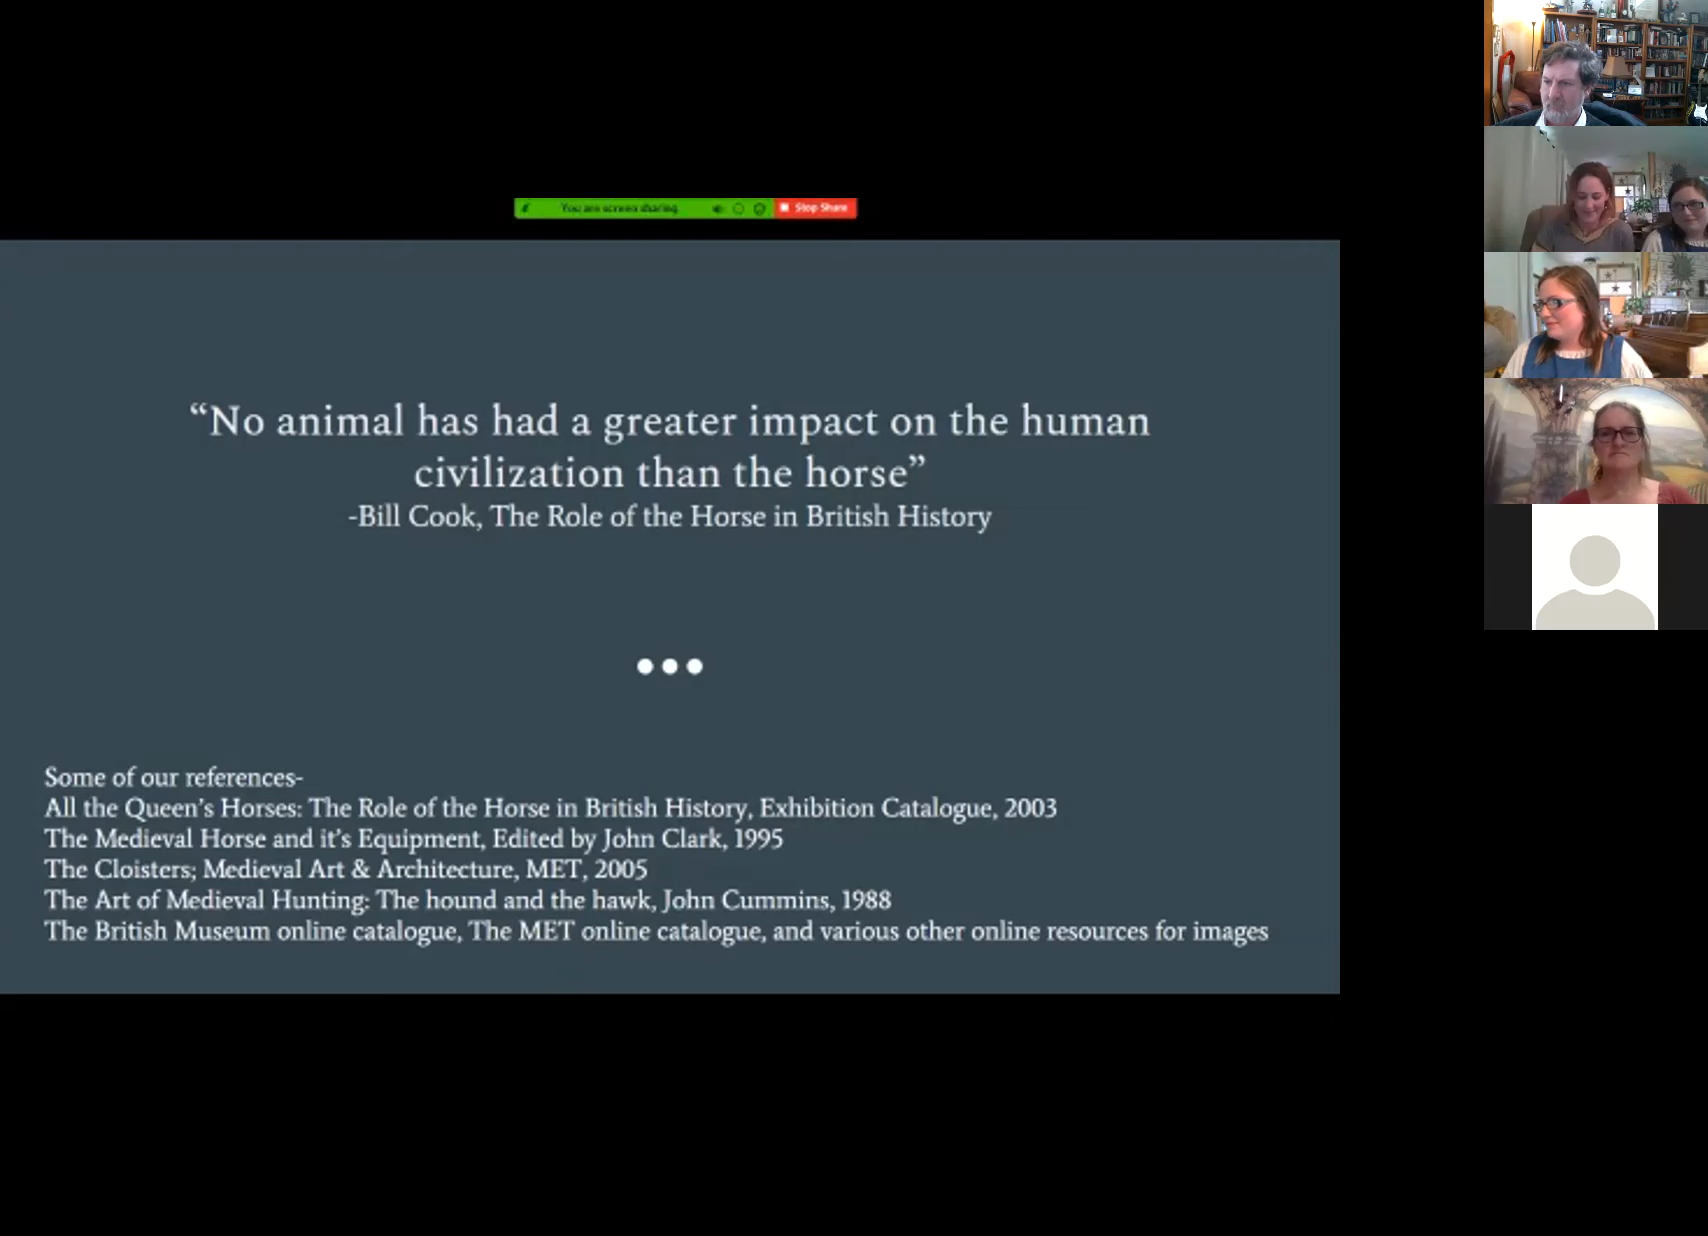 You are screen sharing Stop Share
“No animal has had a greater impact on the human
civilization than the horse”
-Bill Cook, The Role of the Horse in British History
Some of our references-
All the Queen’s Horses: The Role of the Horse in British History, Exhibition Catalogue, 2003
The Medieval Horse and it’s Equipment, Edited by John Clark, 1995
The Cloisters; Medieval Art & Architecture, MET, 2005
The Art of Medieval Hunting: The hound and the hawk, John Cummins, 1988
The British Museum online catalogue, The MET online catalogue, and various other online resources for images